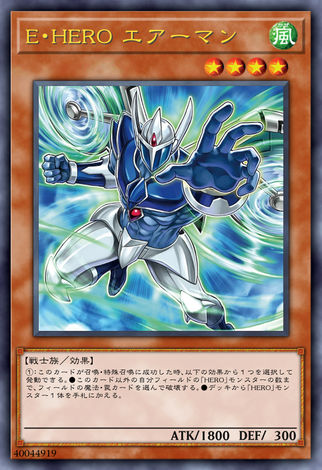 E・HERO エアーマン
風
【戦士族／効果】
①：このカードが召喚・特殊召喚に成功した時、以下の効果から１つを選択して
発動できる。●このカード以外の自分フィールドの「HERO」モンスターの数ま
で、フィールドの魔法・罠カードを選んで破壊する。●デッキから「HERO」モン
スター１体を手札に加える。
ATK/1800 DEF/ 300
40044919